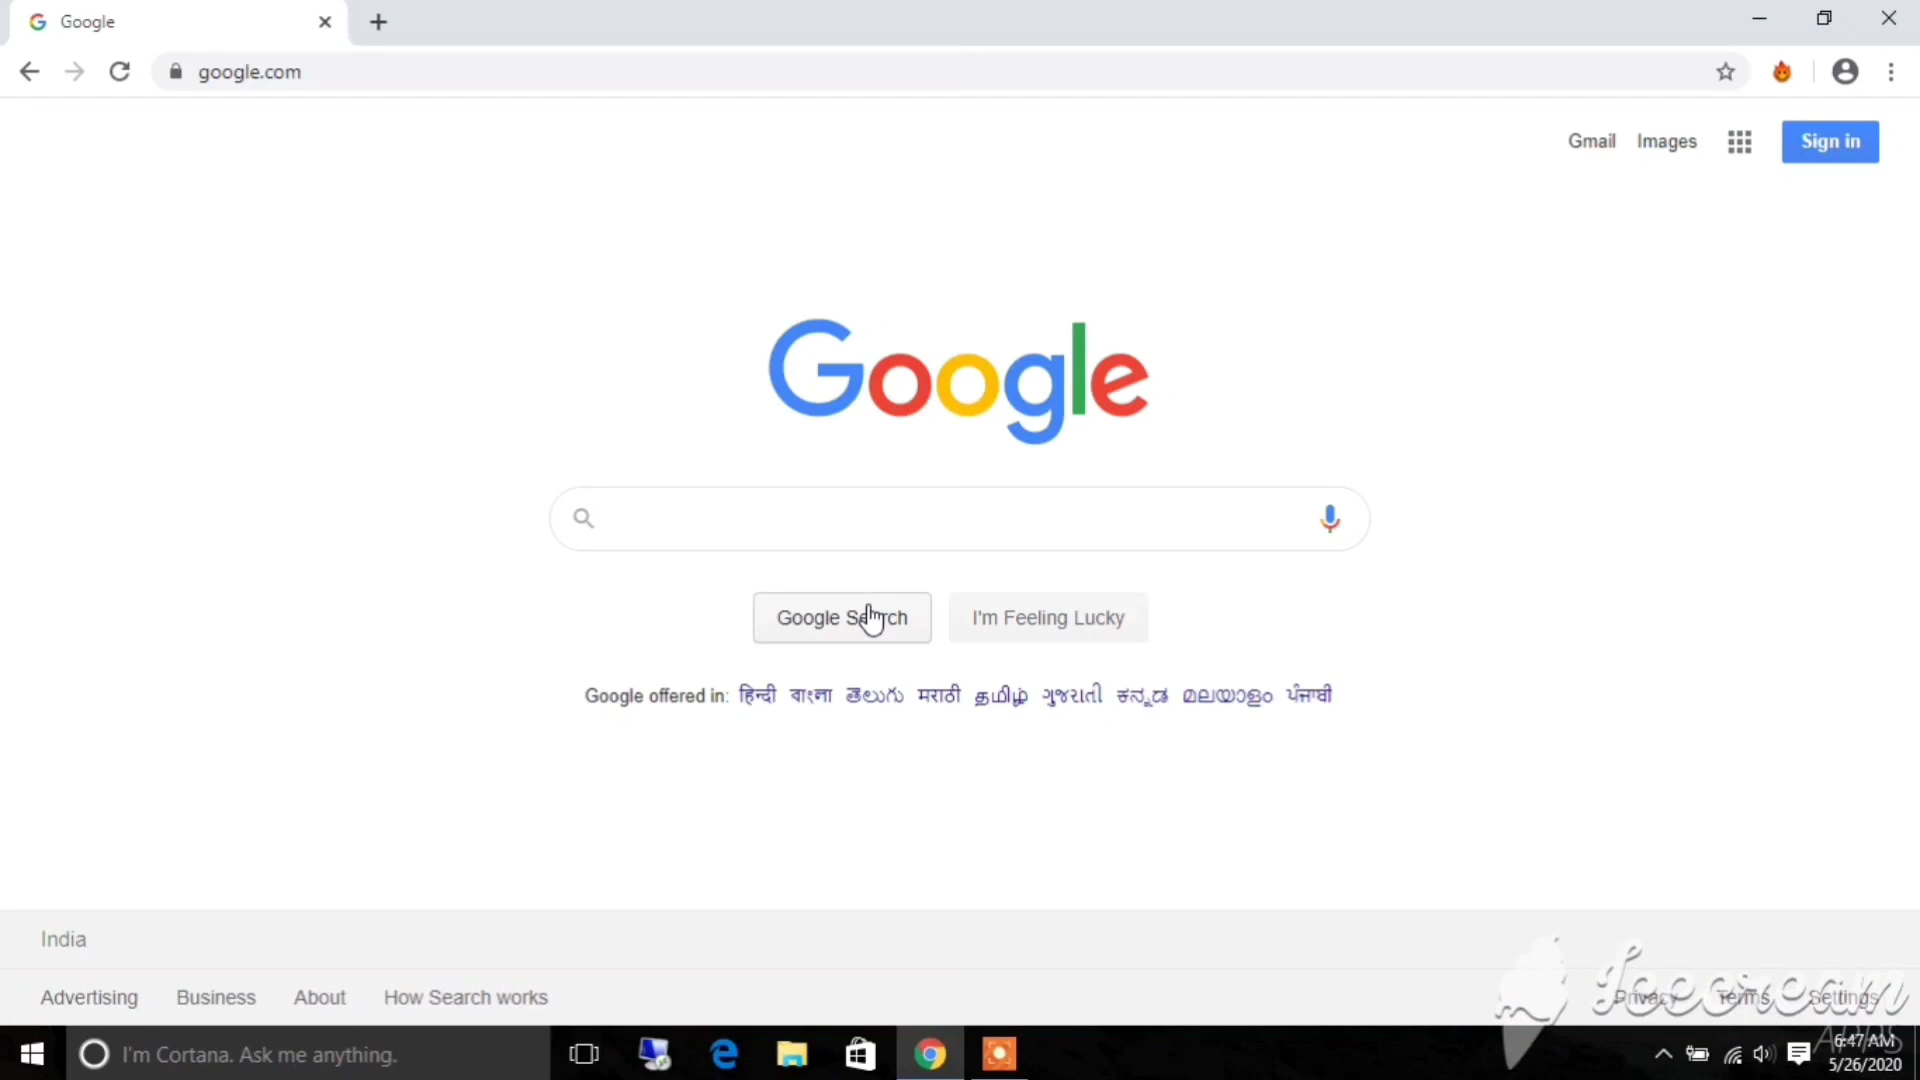 Google
google.com
Gmail Images Sign in
Google
Google Search I'm Feeling Lucky
Google offered in: हिन्दी বাংলা తెలుగు मराठी தமிழ் ગુજરાતી ಕನ್ನಡ മലയാളം ਪੰਜਾਬੀ
India
Advertising Business About How Search works Privacy Terms Settings
Icecream
APPS
I'm Cortana. Ask me anything.
6:47 AM
5/26/2020